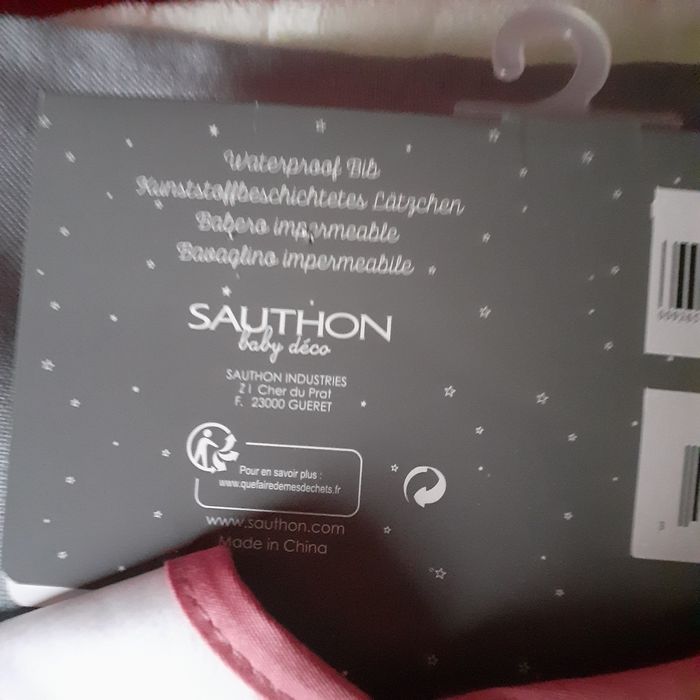 Waterproof Bib
Kunststoffbeschichtetes Lätzchen
Babero impermeable
Bavaglino impermeabile
SAUTHON
baby déco
SAUTHON INDUSTRIES
Z I Cher du Prat
F. 23000 GUERET
Pour en savoir plus :
www.quefairedemesdechets.fr
www.sauthon.com
Made in China